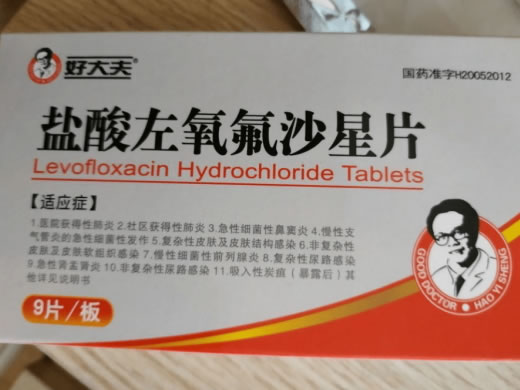 好大夫®
国药准字H20052012
盐酸左氧氟沙星片
Levofloxacin Hydrochloride Tablets
【适应症】
1.医院获得性肺炎 2.社区获得性肺炎 3.急性细菌性鼻窦炎 4.慢性支
气管炎的急性细菌性发作 5.复杂性皮肤及皮肤结构感染 6.非复杂性
皮肤及皮肤软组织感染 7.慢性细菌性前列腺炎 8.复杂性尿路感染
9.急性肾盂肾炎 10.非复杂性尿路感染 11.吸入性炭疽（暴露后）其
他详见说明书
9片/板
GOOD DOCTOR • HAO YI SHENG